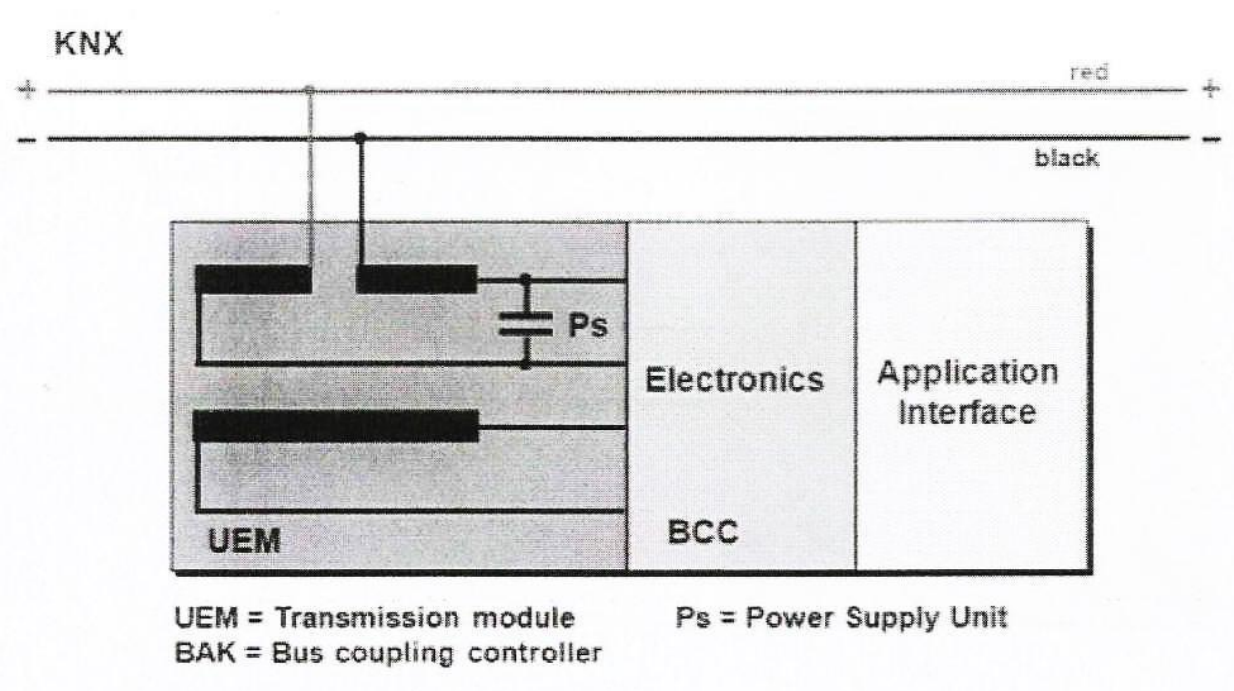 KNX
red
+ +
- -
black
Ps
Electronics
Application
Interface
UEM
BCC
UEM = Transmission module
BAK = Bus coupling controller
Ps = Power Supply Unit